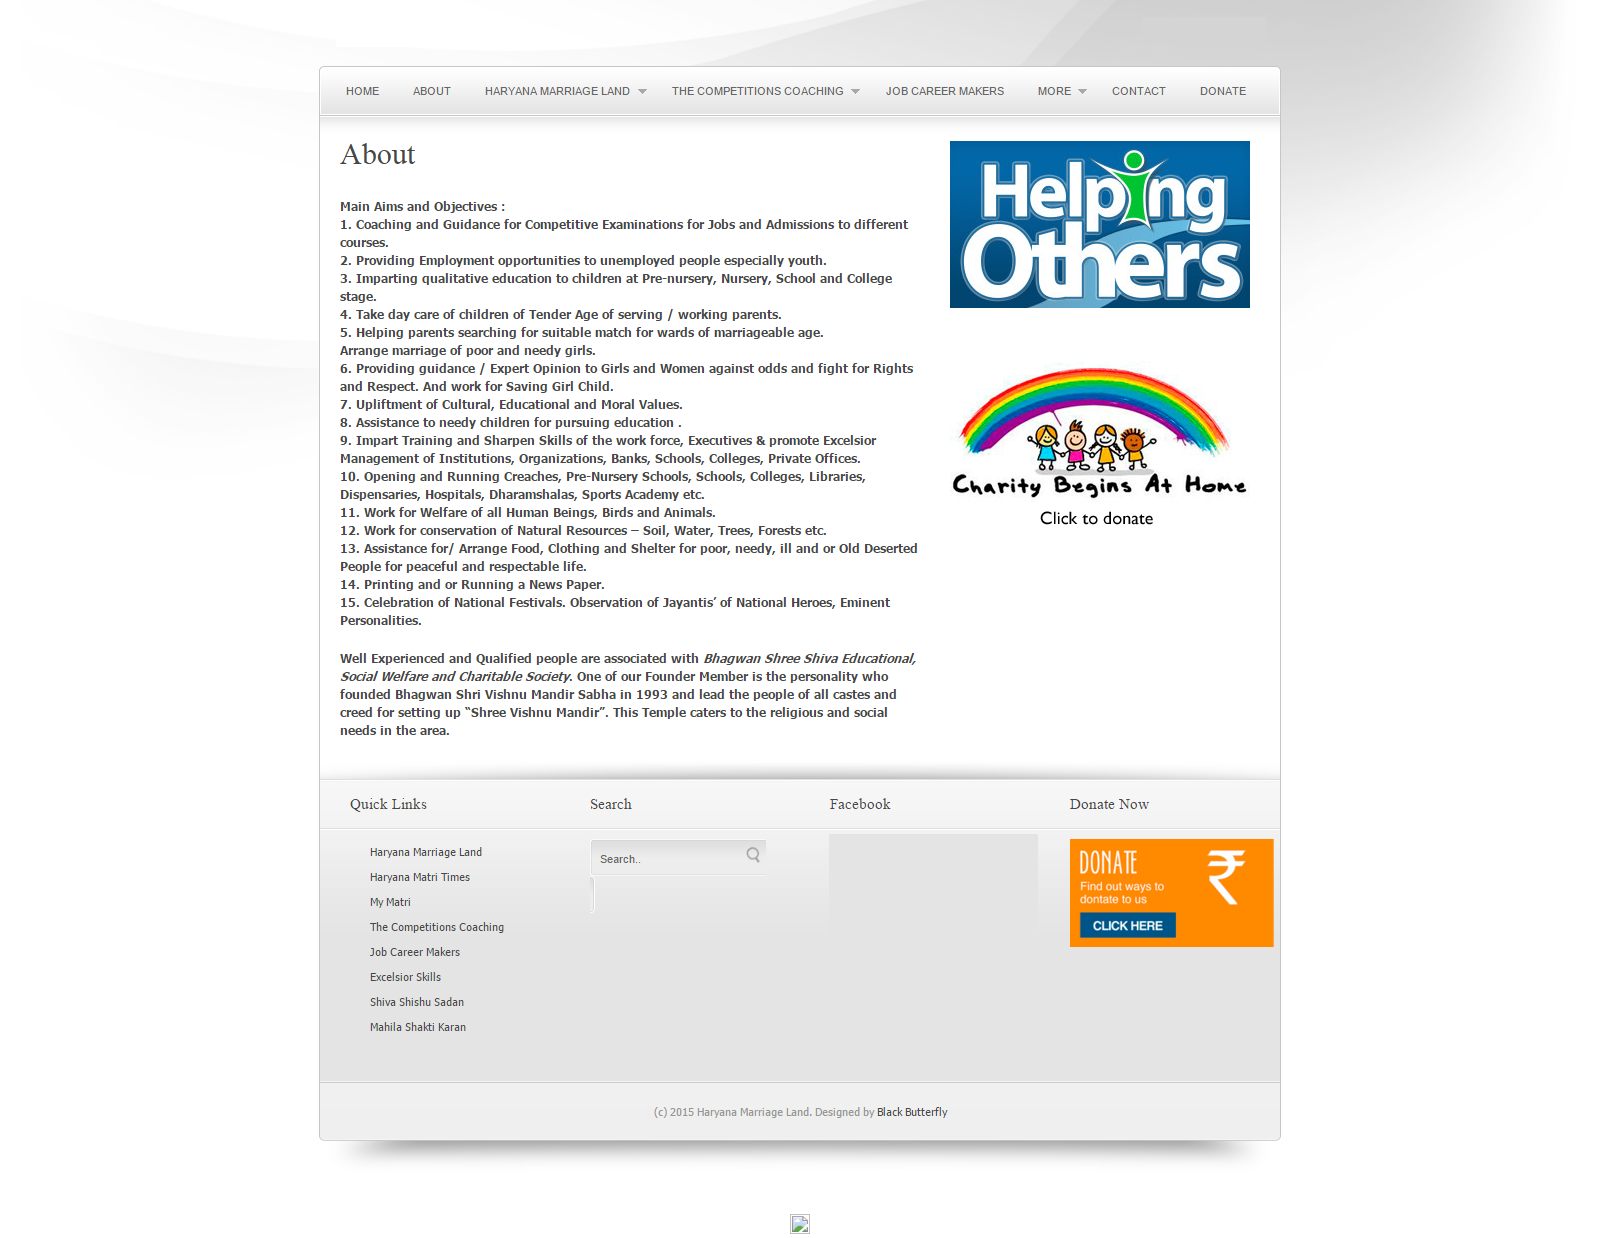 HOME ABOUT HARYANA MARRIAGE LAND THE COMPETITIONS COACHING JOB CAREER MAKERS MORE CONTACT DONATE
About
Main Aims and Objectives :
1. Coaching and Guidance for Competitive Examinations for Jobs and Admissions to different
courses.
2. Providing Employment opportunities to unemployed people especially youth.
3. Imparting qualitative education to children at Pre-nursery, Nursery, School and College
stage.
4. Take day care of children of Tender Age of serving / working parents.
5. Helping parents searching for suitable match for wards of marriageable age.
Arrange marriage of poor and needy girls.
6. Providing guidance / Expert Opinion to Girls and Women against odds and fight for Rights
and Respect. And work for Saving Girl Child.
7. Upliftment of Cultural, Educational and Moral Values.
8. Assistance to needy children for pursuing education .
9. Impart Training and Sharpen Skills of the work force, Executives & promote Excelsior
Management of Institutions, Organizations, Banks, Schools, Colleges, Private Offices.
10. Opening and Running Creaches, Pre-Nursery Schools, Schools, Colleges, Libraries,
Dispensaries, Hospitals, Dharamshalas, Sports Academy etc.
11. Work for Welfare of all Human Beings, Birds and Animals.
12. Work for conservation of Natural Resources – Soil, Water, Trees, Forests etc.
13. Assistance for/ Arrange Food, Clothing and Shelter for poor, needy, ill and or Old Deserted
People for peaceful and respectable life.
14. Printing and or Running a News Paper.
15. Celebration of National Festivals. Observation of Jayantis’ of National Heroes, Eminent
Personalities.
Well Experienced and Qualified people are associated with Bhagwan Shree Shiva Educational,
Social Welfare and Charitable Society. One of our Founder Member is the personality who
founded Bhagwan Shri Vishnu Mandir Sabha in 1993 and lead the people of all castes and
creed for setting up “Shree Vishnu Mandir”. This Temple caters to the religious and social
needs in the area.
Helping
Others
Charity Begins At Home
Click to donate
Quick Links
Haryana Marriage Land
Haryana Matri Times
My Matri
The Competitions Coaching
Job Career Makers
Excelsior Skills
Shiva Shishu Sadan
Mahila Shakti Karan
Search
Search..
Facebook
Donate Now
DONATE
Find out ways to
dontate to us
₹
CLICK HERE
(c) 2015 Haryana Marriage Land. Designed by Black Butterfly